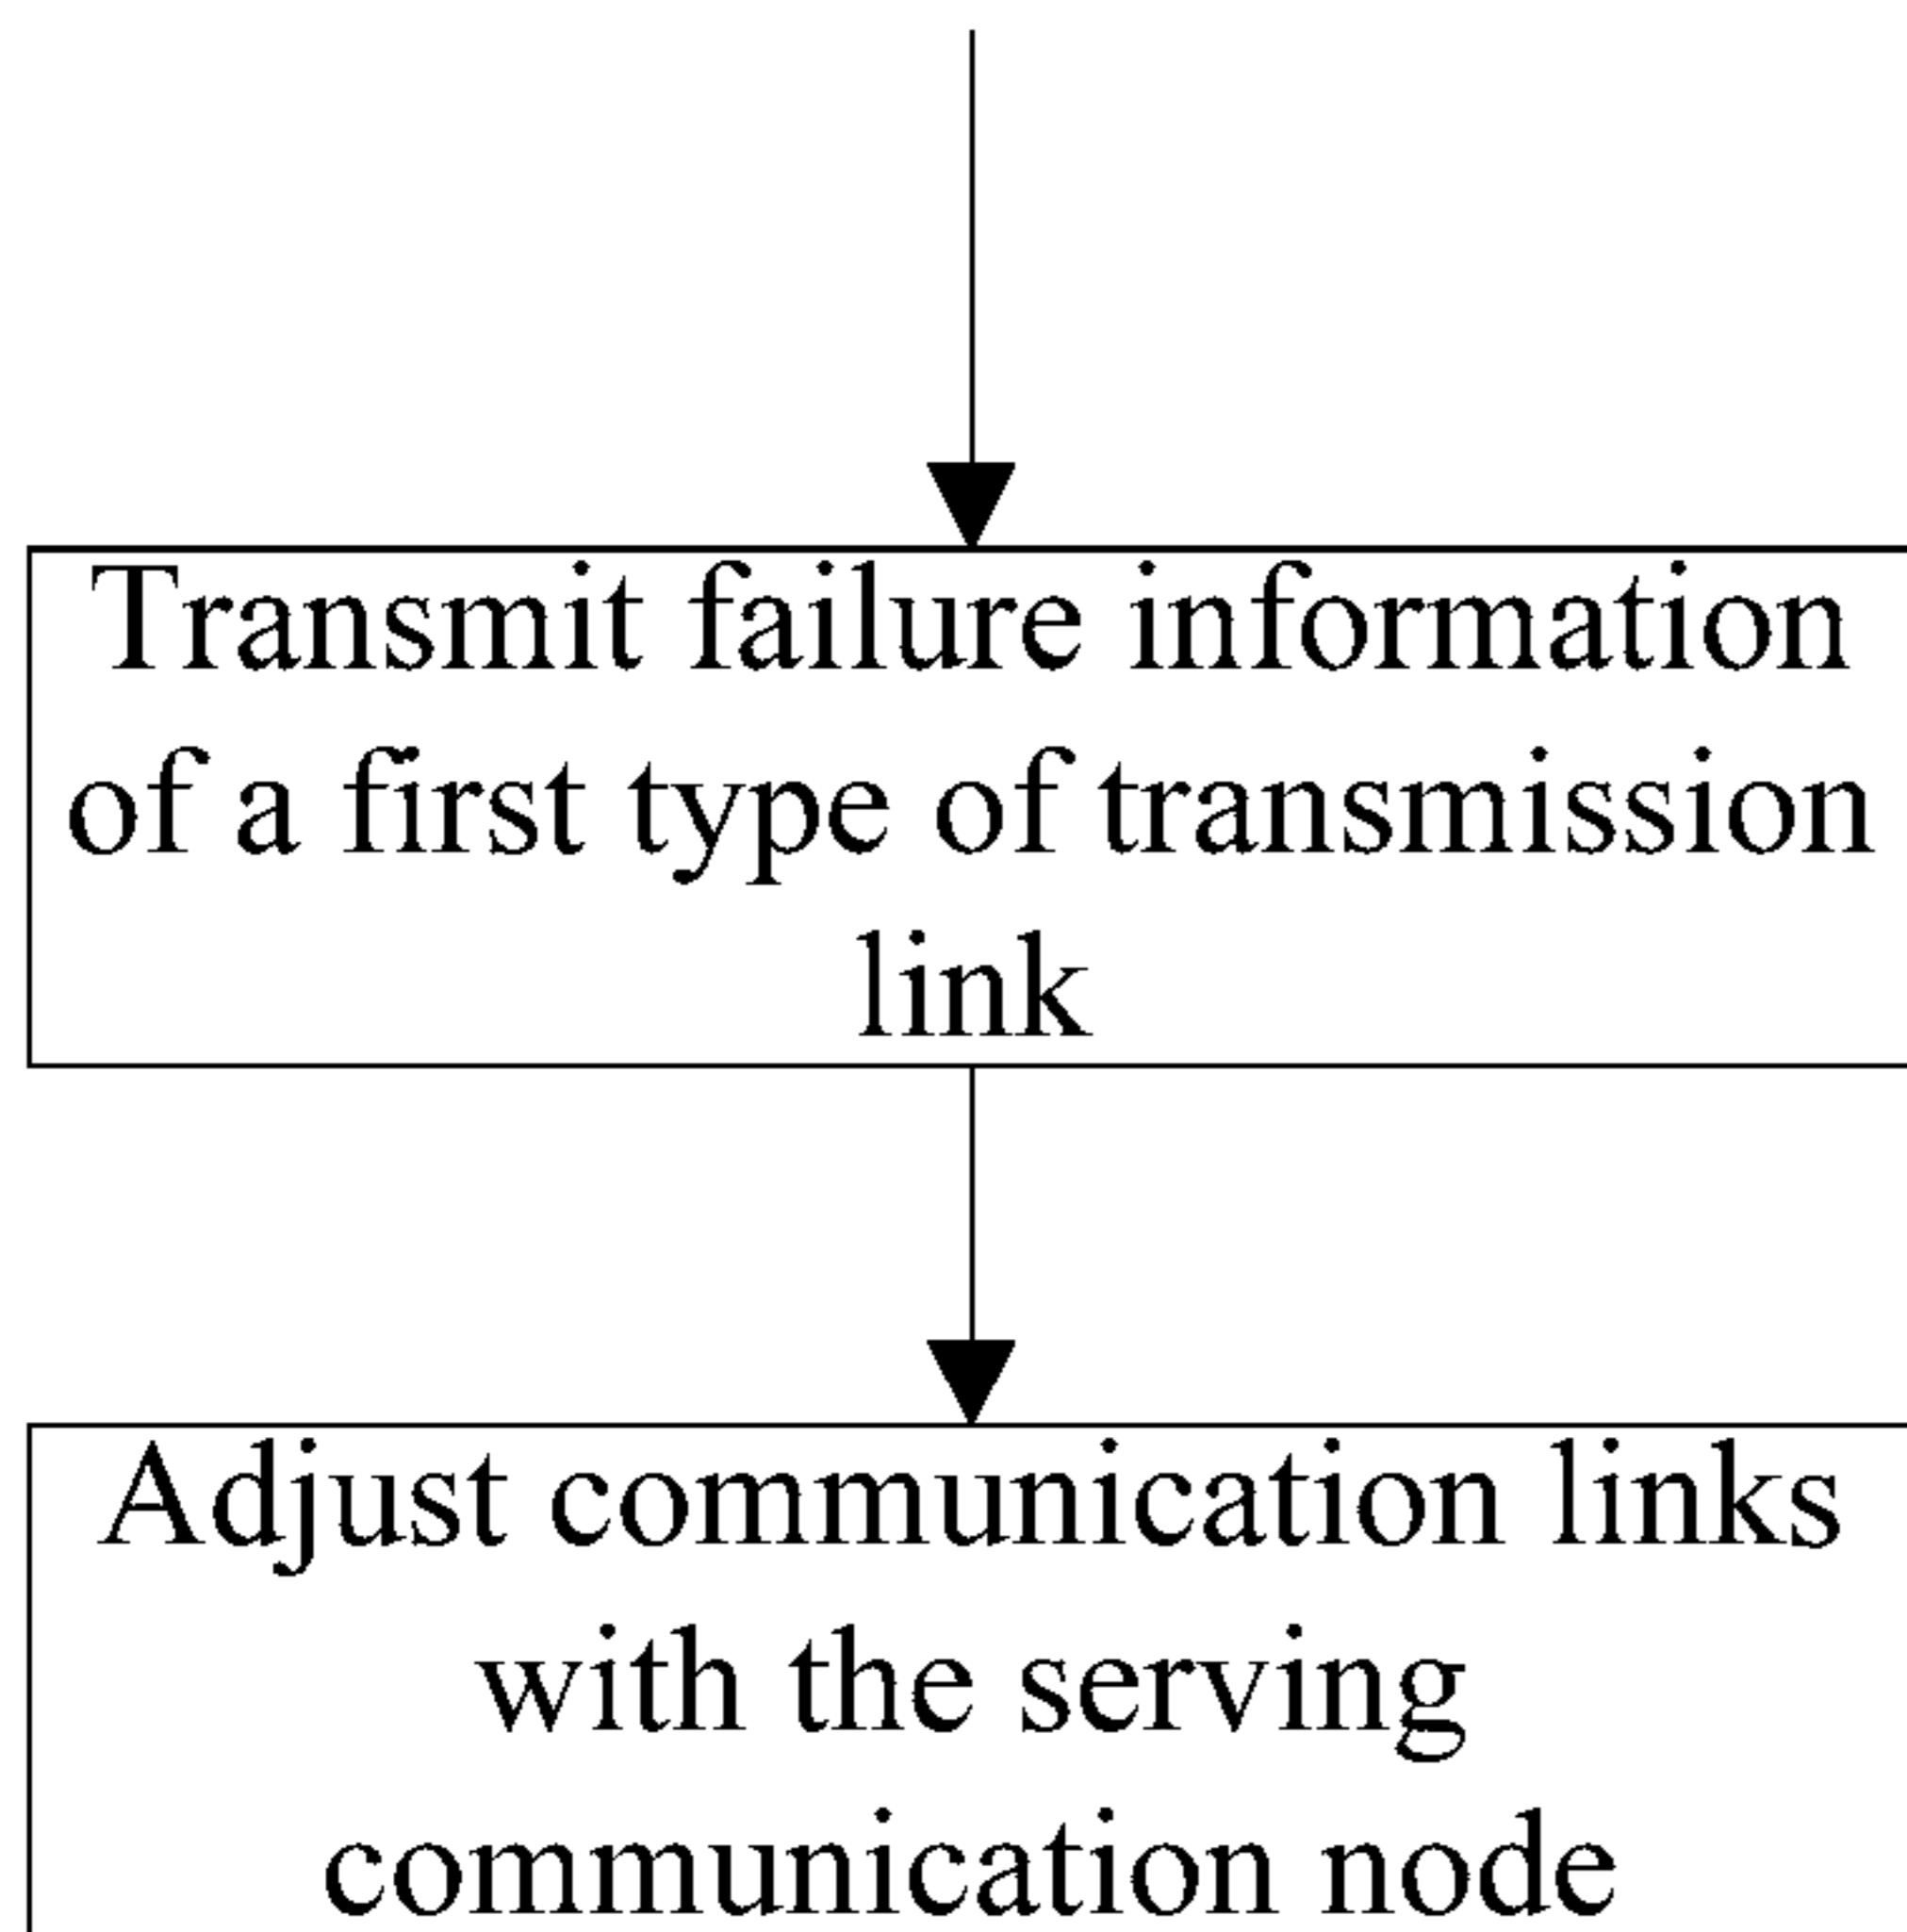 Transmit failure information
of a first type of transmission
link
Adjust communication links
with the serving
communication node